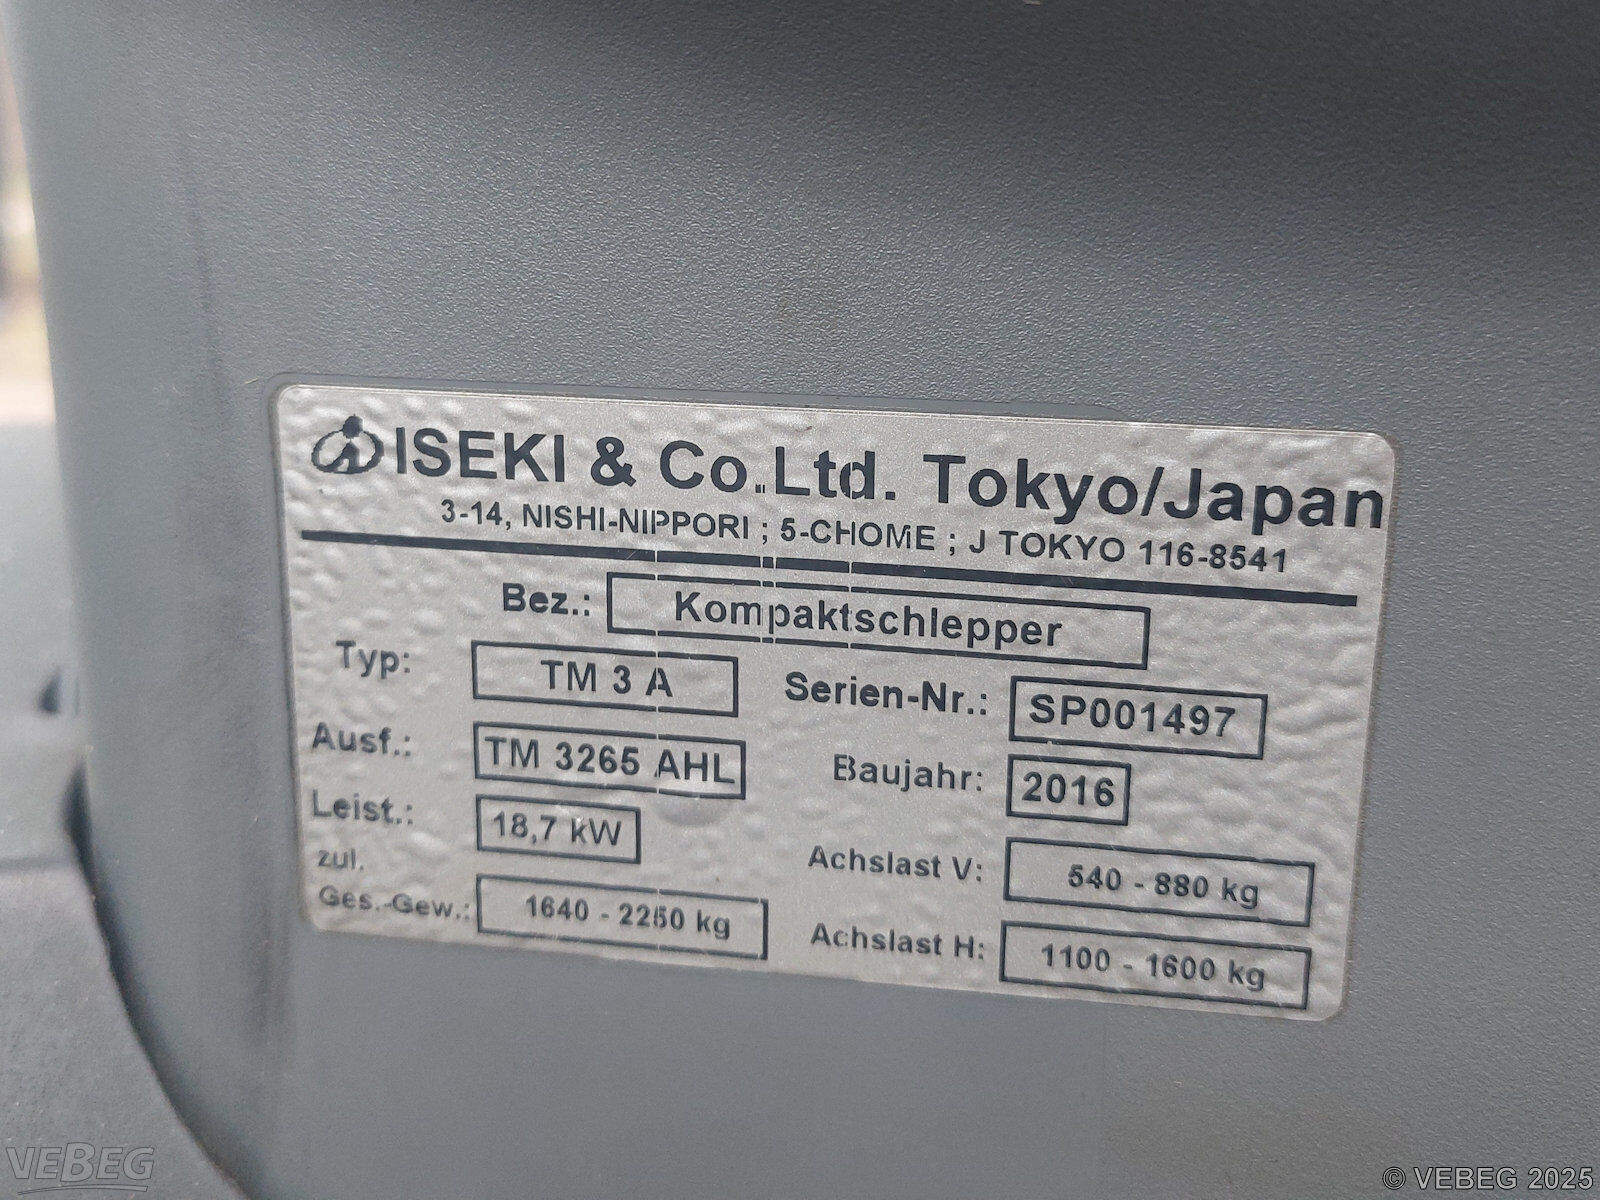 ISEKI & Co.Ltd. Tokyo/Japan
3-14, NISHI-NIPPORI ; 5-CHOME ; J TOKYO 116-8541
Bez.: Kompaktschlepper
Typ: TM 3 A Serien-Nr.: SP001497
Ausf.: TM 3265 AHL Baujahr: 2016
Leist.: 18,7 kW Achslast V: 540 - 880 kg
zul.
Ges.-Gew.: 1640 - 2250 kg Achslast H: 1100 - 1600 kg
VEBEG
© VEBEG 2025